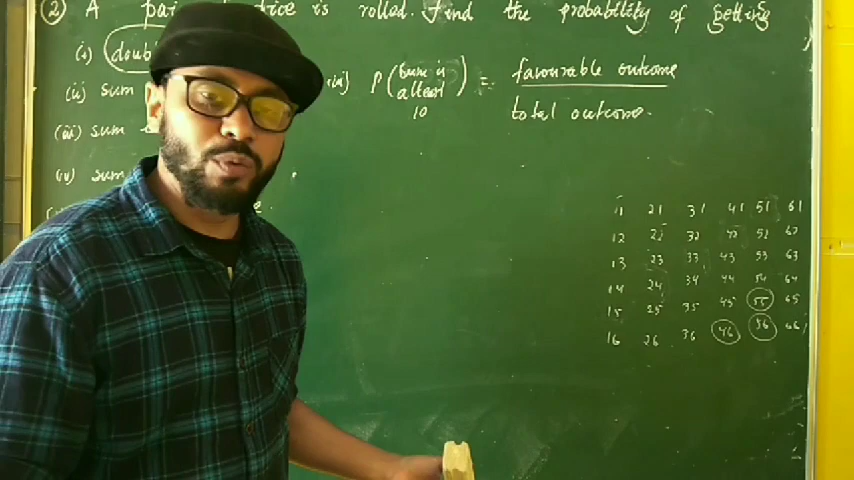 (2) A pair dice is rolled. Find the probability of getting
(i) doub
(ii) sum
(iii) sum
(iv) sum
iii) P(sum is atleast 10) = favourable outcome
total outcome.
11 21 31 41 51 61
12 22 32 42 52 62
13 23 33 43 53 63
14 24 34 44 54 64
15 25 35 45 55 65
16 26 36 46 56 66